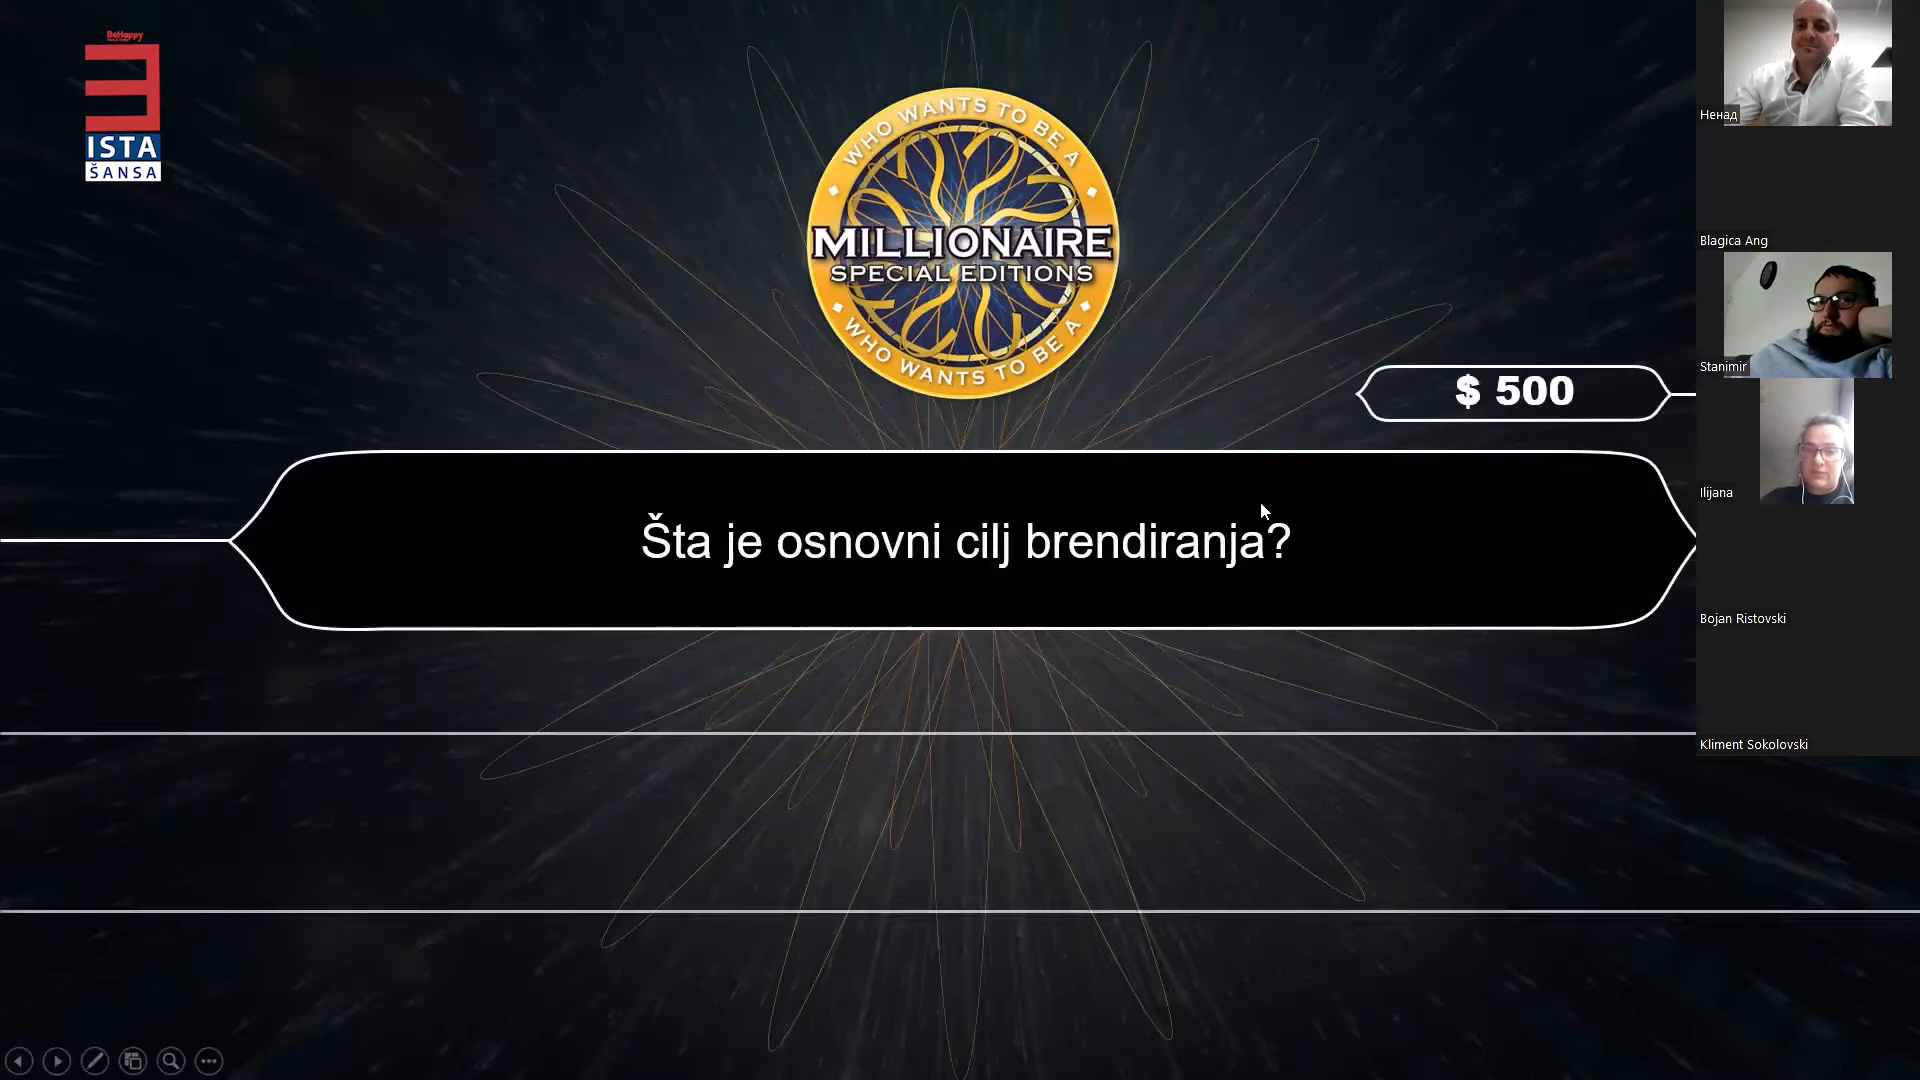 BeHappy
3
ISTA
ŠANSA
WHO WANTS TO BE A
MILLIONAIRE
SPECIAL EDITIONS
WHO WANTS TO BE A
$ 500
Šta je osnovni cilj brendiranja?
Ненад
Blagica Ang
Stanimir
Ilijana
Bojan Ristovski
Kliment Sokolovski